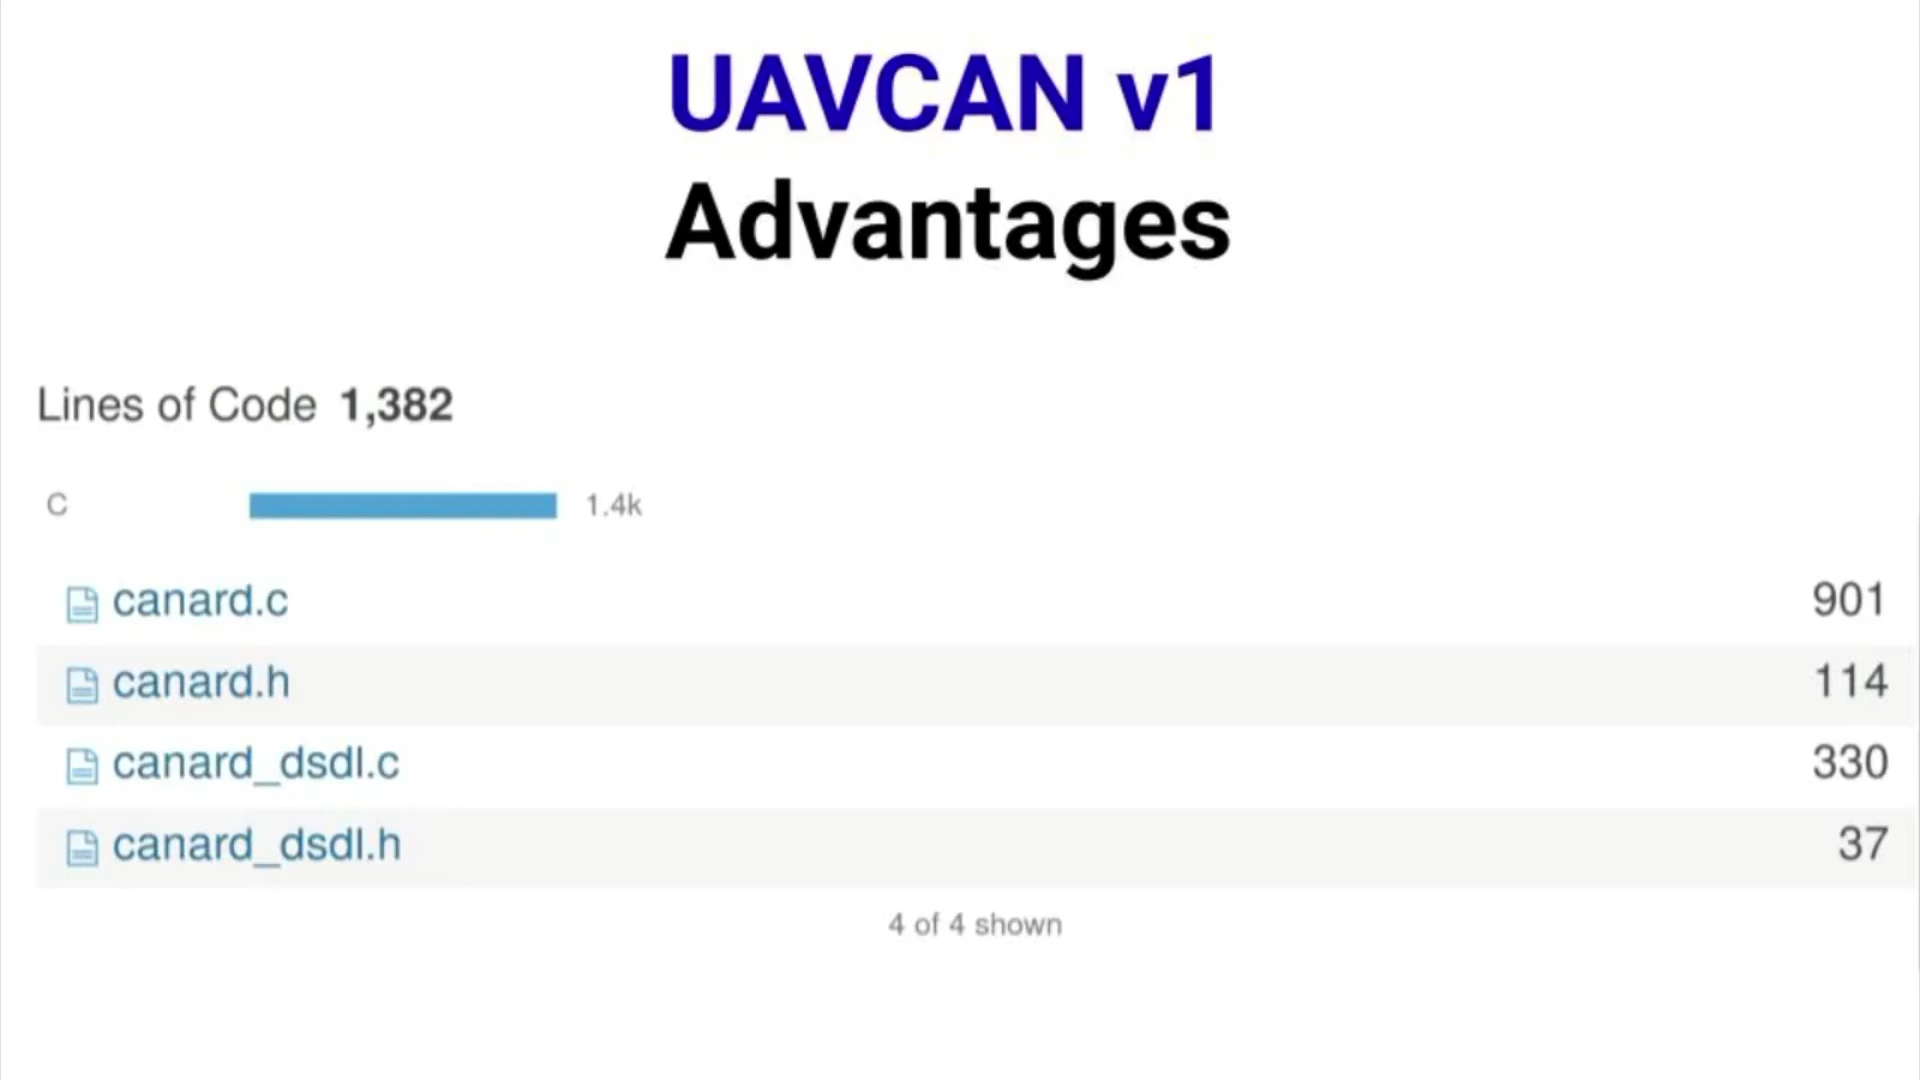 UAVCAN v1
Advantages
Lines of Code 1,382
C 1.4k
canard.c 901
canard.h 114
canard_dsdl.c 330
canard_dsdl.h 37
4 of 4 shown